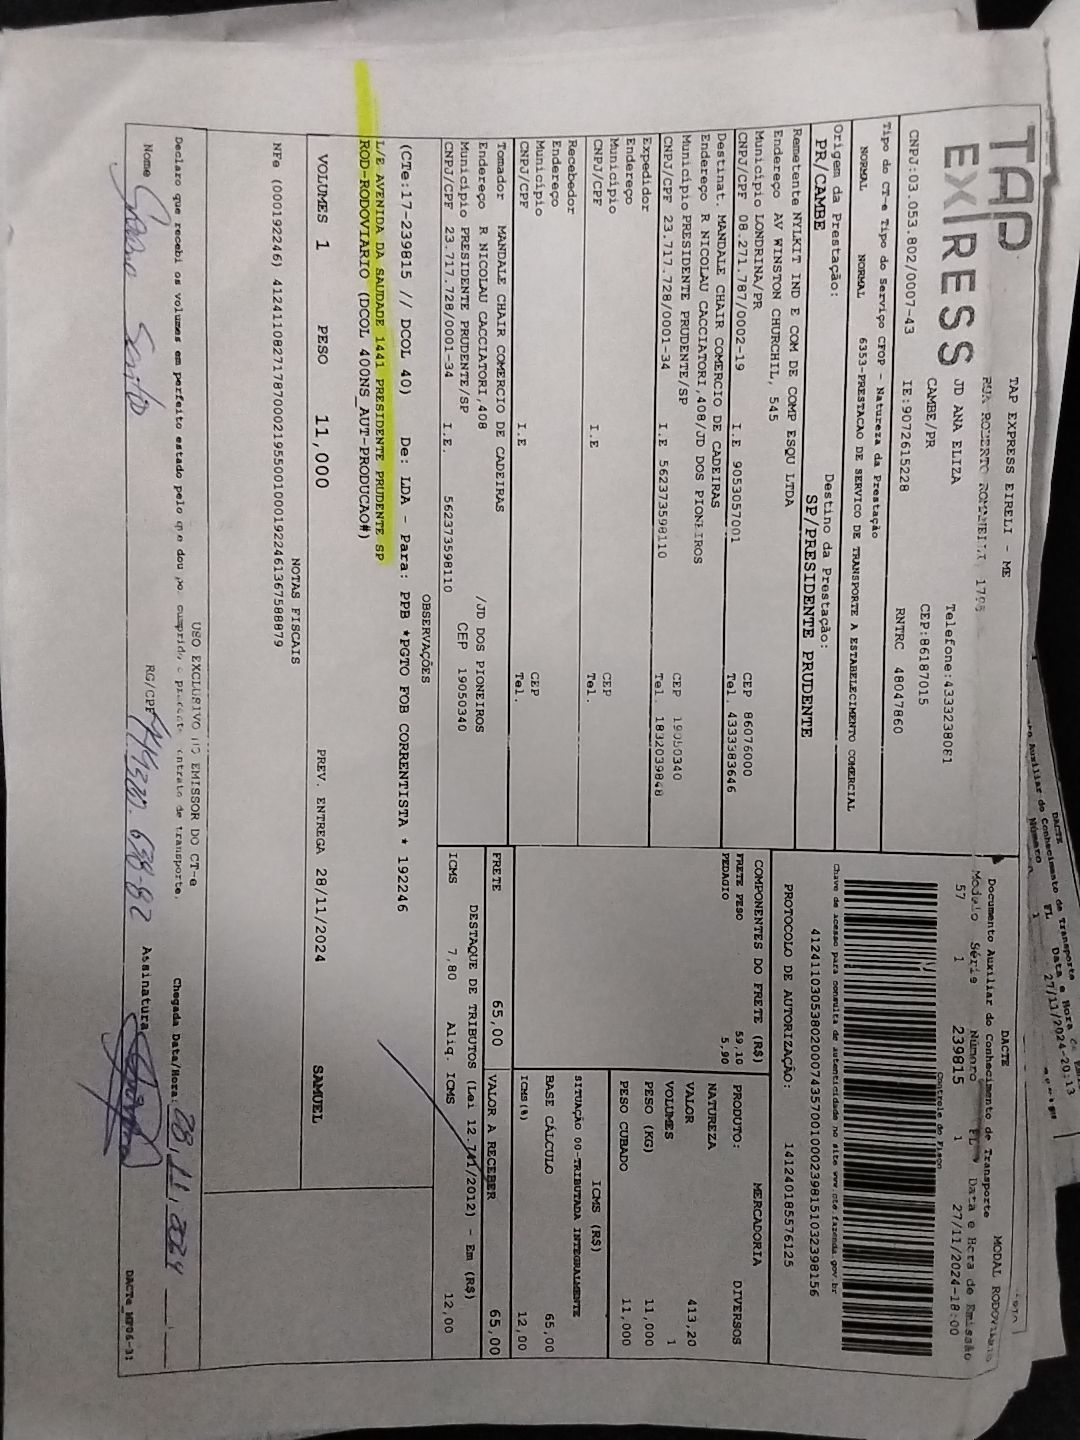 TAP
EXPRESS
TAP EXPRESS EIRELI - ME
RUA ROBERTO ROMANELLI, 1795
JD ANA ELIZA
CAMBE/PR
Telefone:4333238081
CEP:86187015
CNPJ:03.053.802/0007-43 IE:9072615228 RNTRC 48047860
DACTE MODAL RODOVIARIO
Documento Auxiliar do Conhecimento de Transporte
Modelo Série Número FL Data e Hora de Emissão
57 1 239815 1 27/11/2024-18:00
Controle do Fisco
Tipo do CT-e Tipo do Serviço CFOP - Natureza da Prestação
NORMAL NORMAL 6353-PRESTACAO DE SERVICO DE TRANSPORTE A ESTABELECIMENTO COMERCIAL
Chave de acesso para consulta de autenticidade no site www.cte.fazenda.gov.br
41241103053802000743570010002398151032398156
PROTOCOLO DE AUTORIZAÇÃO: 141240185576125
Origem da Prestação: Destino da Prestação:
PR/CAMBE SP/PRESIDENTE PRUDENTE
Remetente NYLKIT IND E COM DE COMP ESQU LTDA
Endereço AV WINSTON CHURCHIL, 545
Município LONDRINA/PR CEP 86076000
CNPJ/CPF 08.271.787/0002-19 I.E 9053057001 Tel. 4333383646
Destinat. MANDALE CHAIR COMERCIO DE CADEIRAS
Endereço R NICOLAU CACCIATORI,408/JD DOS PIONEIROS
Município PRESIDENTE PRUDENTE/SP CEP 19050340
CNPJ/CPF 23.717.728/0001-34 I.E 562373598110 Tel. 1832039848
Expedidor
Endereço
Município CEP
CNPJ/CPF I.E Tel.
Recebedor
Endereço
Município CEP
CNPJ/CPF I.E Tel.
Tomador MANDALE CHAIR COMERCIO DE CADEIRAS
Endereço R NICOLAU CACCIATORI,408 /JD DOS PIONEIROS
Município PRESIDENTE PRUDENTE/SP CEP 19050340
CNPJ/CPF 23.717.728/0001-34 I.E. 562373598110
COMPONENTES DO FRETE (R$)
FRETE PESO 59,10
PEDAGIO 5,90
MERCADORIA
PRODUTO: DIVERSOS
NATUREZA
VALOR 413,20
VOLUMES 1
PESO (KG) 11,000
PESO CUBADO 11,000
ICMS (R$)
SITUAÇÃO 00-TRIBUTADA INTEGRALMENTE
BASE CÁLCULO 65,00
ICMS(%) 12,00
FRETE 65,00 VALOR A RECEBER 65,00
DESTAQUE DE TRIBUTOS (Lei 12.741/2012) - Em (R$)
ICMS 7,80 Aliq. ICMS 12,00
OBSERVAÇÕES
(CTe:17-239815 // DCOL 40) De: LDA - Para: PPB *PGTO FOB CORRENTISTA * 192246
L/E AVENIDA DA SAUDADE 1441 PRESIDENTE PRUDENTE SP
ROD-RODOVIARIO (DCOL 400NS_AUT-PRODUCAO#)
VOLUMES 1 PESO 11,000 PREV. ENTREGA 28/11/2024 SAMUEL
NOTAS FISCAIS
NFe (000192246) 41241108271787000219550010001922461367588879
USO EXCLUSIVO DO EMISSOR DO CT-e
Declaro que recebi os volumes em perfeito estado pelo que dou por cumprido o presente contrato de transporte.
Chegada Data/Hora: 28,11,2024
Nome RG/CPF Assinatura
DACTe_MP06-31
DACTE
Auxiliar do Conhecimento de Transporte
Número FL Data e Hora de
1 27/11/2024-20:13